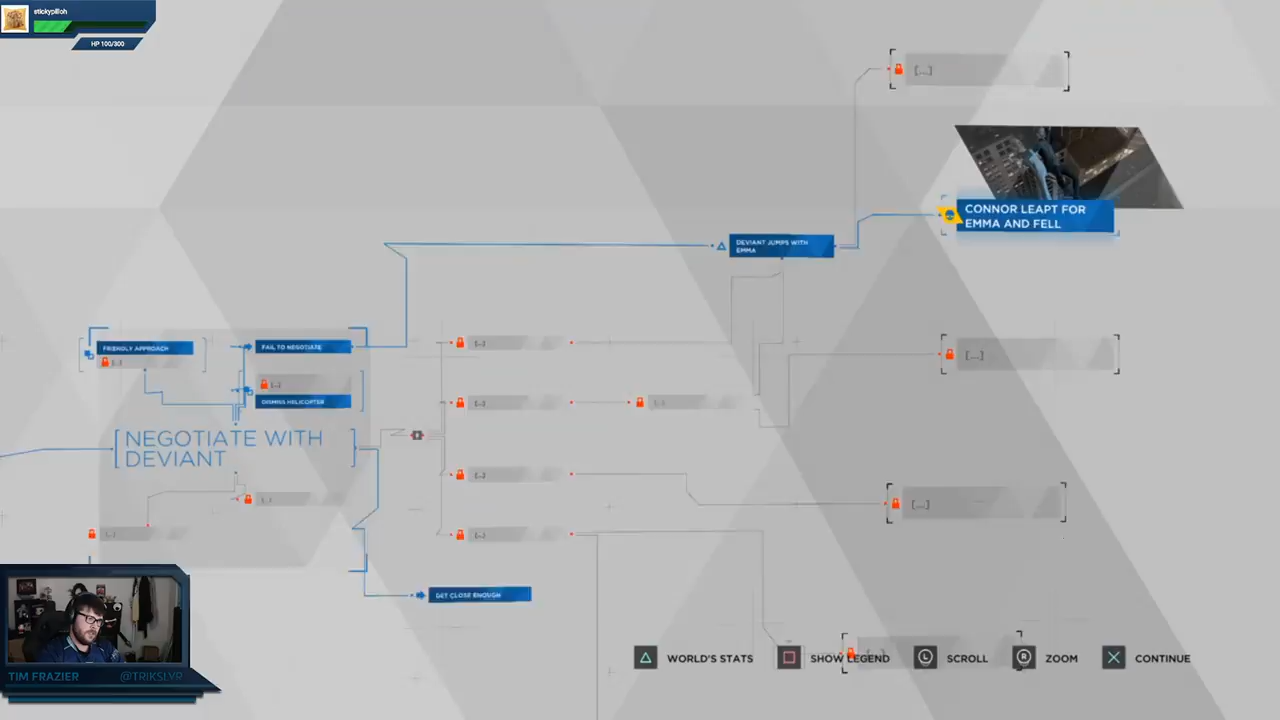 stickypilloh
HP 100/300
[...]
CONNOR LEAPT FOR
EMMA AND FELL
DEVIANT JUMPS WITH
EMMA
FRIENDLY APPROACH
[...]
FAIL TO NEGOTIATE
[...]
DISMISS HELICOPTER
[...]
[...]
[...]
[...]
NEGOTIATE WITH
DEVIANT
[...]
[...]
[...]
[...]
[...]
GET CLOSE ENOUGH
[...]
WORLD'S STATS
SHOW LEGEND
L
SCROLL
R
ZOOM
CONTINUE
TIM FRAZIER
@TRIKSLYR